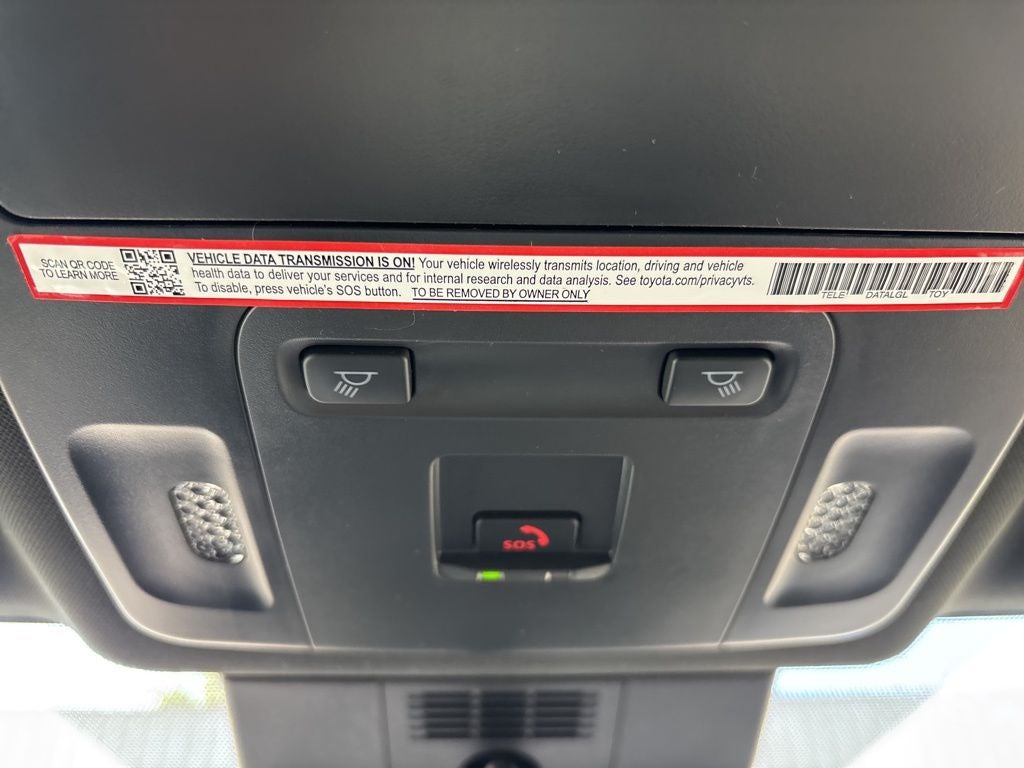 SCAN QR CODE
TO LEARN MORE
VEHICLE DATA TRANSMISSION IS ON! Your vehicle wirelessly transmits location, driving and vehicle
health data to deliver your services and for internal research and data analysis. See toyota.com/privacyvts.
To disable, press vehicle's SOS button. TO BE REMOVED BY OWNER ONLY
TELE DATALGL TOY
SOS